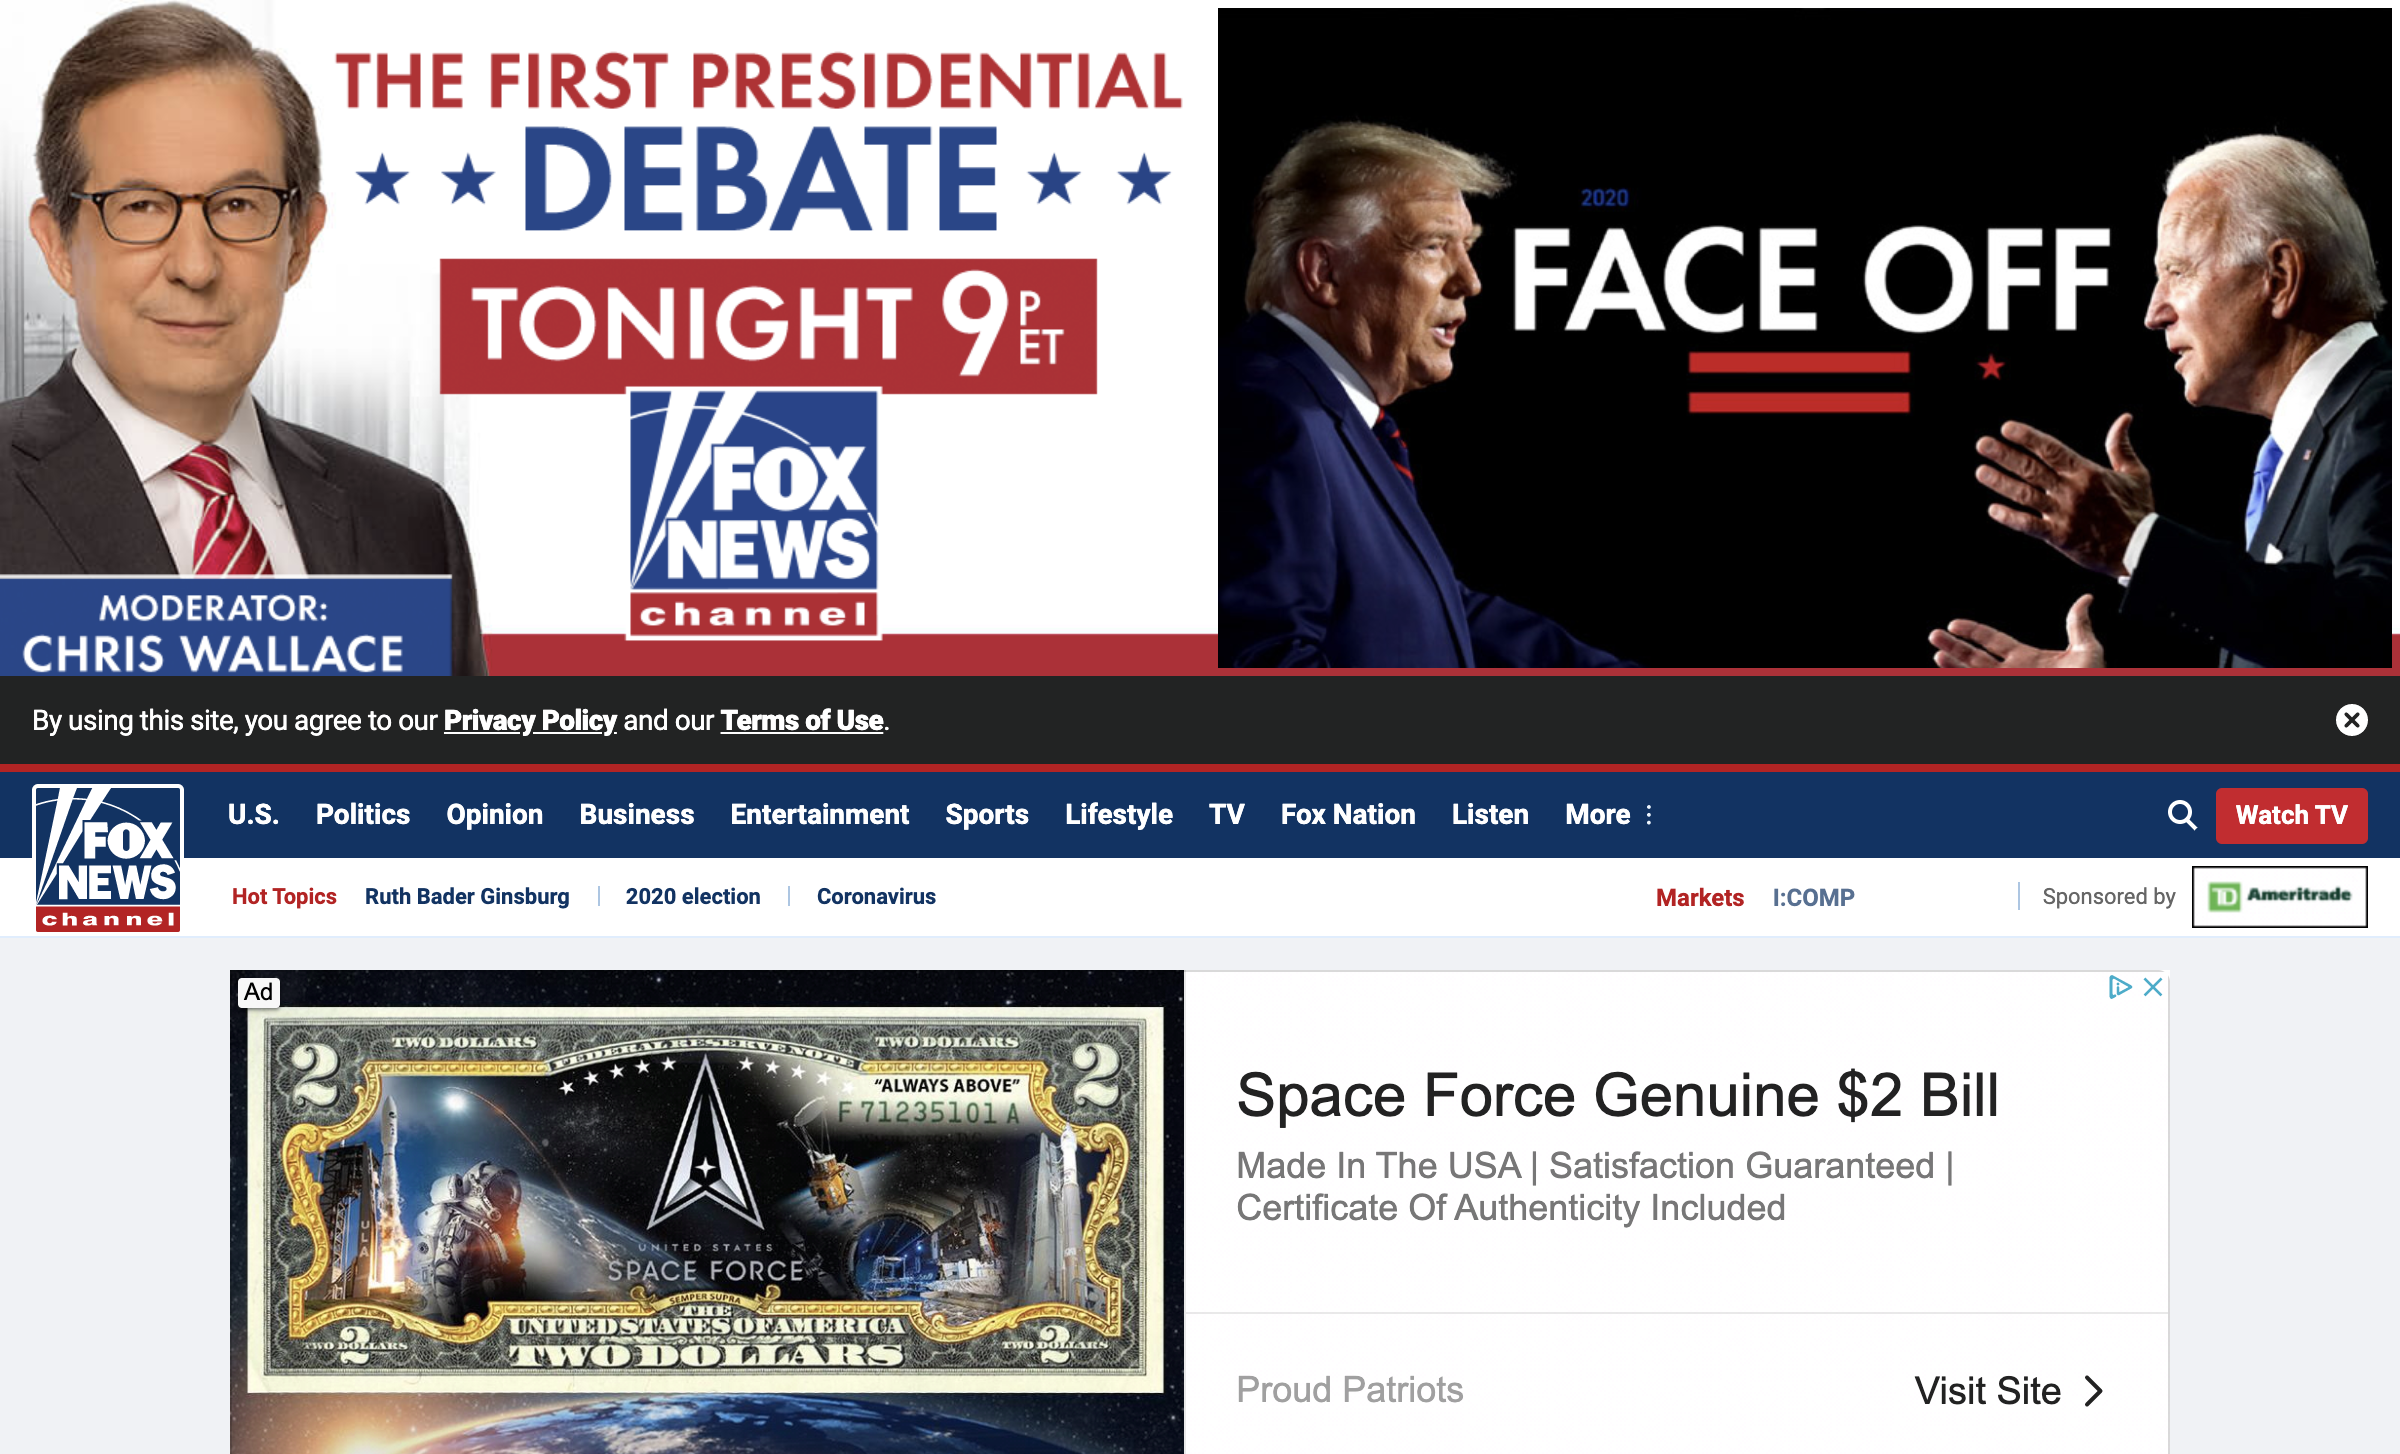 THE FIRST PRESIDENTIAL
DEBATE
TONIGHT 9 P
ET
FOX
NEWS
channel
MODERATOR:
CHRIS WALLACE
2020
FACE OFF
By using this site, you agree to our Privacy Policy and our Terms of Use.
FOX
NEWS
channel
U.S. Politics Opinion Business Entertainment Sports Lifestyle TV Fox Nation Listen More
Watch TV
Hot Topics Ruth Bader Ginsburg 2020 election Coronavirus
Markets I:COMP
Sponsored by
TD Ameritrade
Ad
2 TWO DOLLARS FEDERAL RESERVE NOTE TWO DOLLARS 2
"ALWAYS ABOVE"
F 71235101 A
ULA
UNITED STATES
SPACE FORCE
SEMPER SUPRA
THE
UNITED STATES OF AMERICA
TWO DOLLARS
2
TWO DOLLARS
2
TWO DOLLARS
Space Force Genuine $2 Bill
Made In The USA | Satisfaction Guaranteed |
Certificate Of Authenticity Included
Proud Patriots
Visit Site